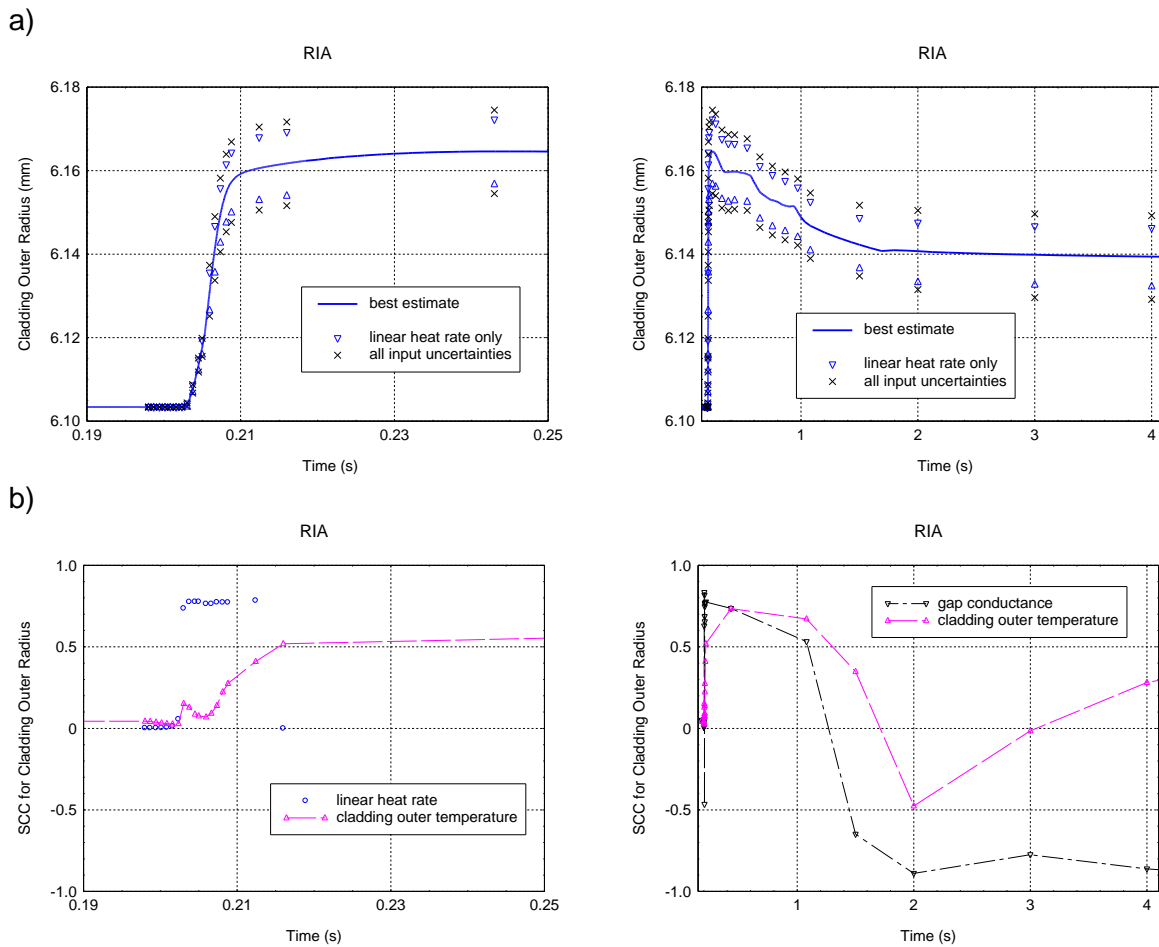 a)
RIA
Cladding Outer Radius (mm)
6.18
6.16
6.14
6.12
6.10
best estimate
linear heat rate only
all input uncertainties
0.19
0.21
0.23
0.25
Time (s)
RIA
Cladding Outer Radius (mm)
6.18
6.16
6.14
6.12
6.10
best estimate
linear heat rate only
all input uncertainties
1
2
3
4
Time (s)
b)
RIA
SCC for Cladding Outer Radius
1.0
0.5
0
-0.5
-1.0
linear heat rate
cladding outer temperature
0.19
0.21
0.23
0.25
Time (s)
RIA
SCC for Cladding Outer Radius
1.0
0.5
0
-0.5
-1.0
gap conductance
cladding outer temperature
1
2
3
4
Time (s)